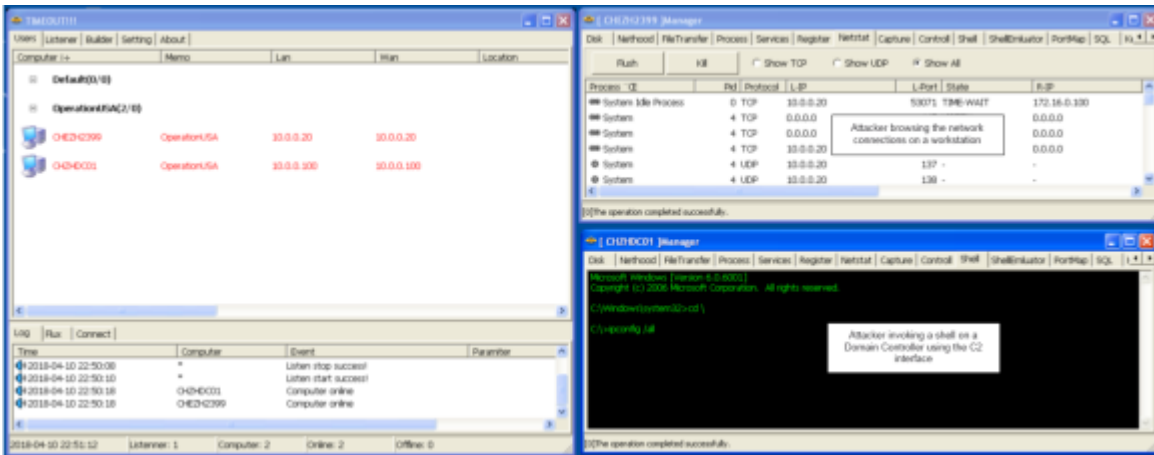 TIMEOUT!!!
Users Listener Builder Setting About
Computer Memo Lan Wan Location
Default(0/0)
OperationUSA(2/0)
CHEZH2399 OperationUSA 10.0.0.20 10.0.0.20
CHZHDC01 OperationUSA 10.0.0.100 10.0.0.100
Log Flux Connect
Time Computer Event Paramter
2018-04-10 22:50:08 * Listen stop success!
2018-04-10 22:50:10 * Listen start success!
2018-04-10 22:50:18 CHZHDC01 Computer online
2018-04-10 22:50:18 CHEZH2399 Computer online
2018-04-10 22:51:12 Listenner: 1 Computer: 2 Online: 2 Offline: 0
[ CHEZH2399 ]Manager
Disk Nethood FileTransfer Process Services Register Netstat Capture Control Shell ShellEmluator PortMap SQL
Flush Kill Show TCP Show UDP Show All
Process Pid Protocol L-IP L-Port State R-IP
System Idle Process 0 TCP 10.0.0.20 53071 TIME-WAIT 172.16.0.100
System 4 TCP 0.0.0.0 0.0.0.0
System 4 TCP 0.0.0.0 0.0.0.0
System 4 TCP 10.0.0.20 0.0.0.0
System 4 UDP 10.0.0.20 137 - -
System 4 UDP 10.0.0.20 138 - -
Attacker browsing the network
connections on a workstation
[0]The operation completed successfully.
[ CHZHDC01 ]Manager
Disk Nethood FileTransfer Process Services Register Netstat Capture Control Shell ShellEmluator PortMap SQL
Microsoft Windows [Version 6.0.6001]
Copyright (c) 2006 Microsoft Corporation. All rights reserved.
C:\Windows\system32>cd \
C:\>ipconfig /all
Attacker invoking a shell on a
Domain Controller using the C2
interface
[0]The operation completed successfully.